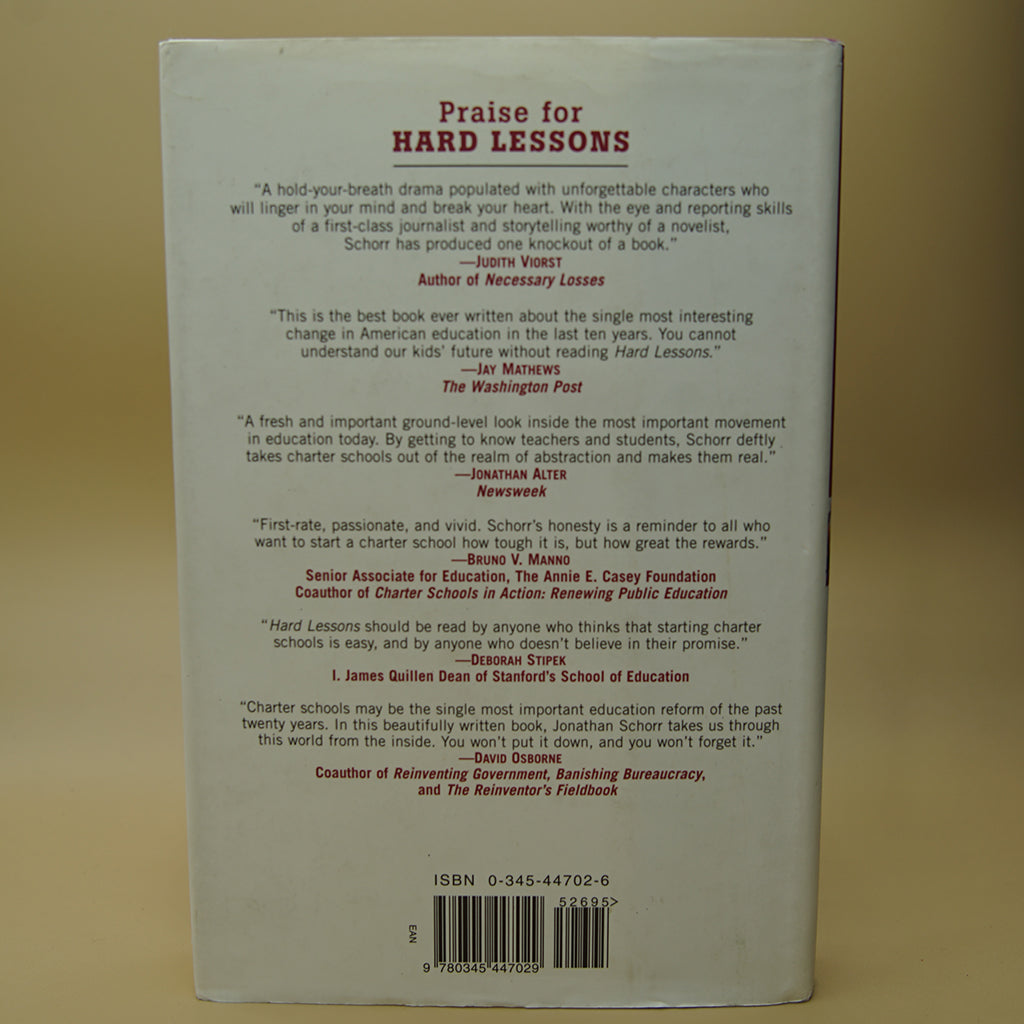 Praise for
HARD LESSONS
“A hold-your-breath drama populated with unforgettable characters who
will linger in your mind and break your heart. With the eye and reporting skills
of a first-class journalist and storytelling worthy of a novelist,
Schorr has produced one knockout of a book.”
—JUDITH VIORST
Author of Necessary Losses
“This is the best book ever written about the single most interesting
change in American education in the last ten years. You cannot
understand our kids’ future without reading Hard Lessons.”
—JAY MATHEWS
The Washington Post
“A fresh and important ground-level look inside the most important movement
in education today. By getting to know teachers and students, Schorr deftly
takes charter schools out of the realm of abstraction and makes them real.”
—JONATHAN ALTER
Newsweek
“First-rate, passionate, and vivid. Schorr’s honesty is a reminder to all who
want to start a charter school how tough it is, but how great the rewards.”
—BRUNO V. MANNO
Senior Associate for Education, The Annie E. Casey Foundation
Coauthor of Charter Schools in Action: Renewing Public Education
“Hard Lessons should be read by anyone who thinks that starting charter
schools is easy, and by anyone who doesn’t believe in their promise.”
—DEBORAH STIPEK
I. James Quillen Dean of Stanford’s School of Education
“Charter schools may be the single most important education reform of the past
twenty years. In this beautifully written book, Jonathan Schorr takes us through
this world from the inside. You won’t put it down, and you won’t forget it.”
—DAVID OSBORNE
Coauthor of Reinventing Government, Banishing Bureaucracy,
and The Reinventor’s Fieldbook
ISBN 0-345-44702-6
52695>
EAN
9 780345 447029